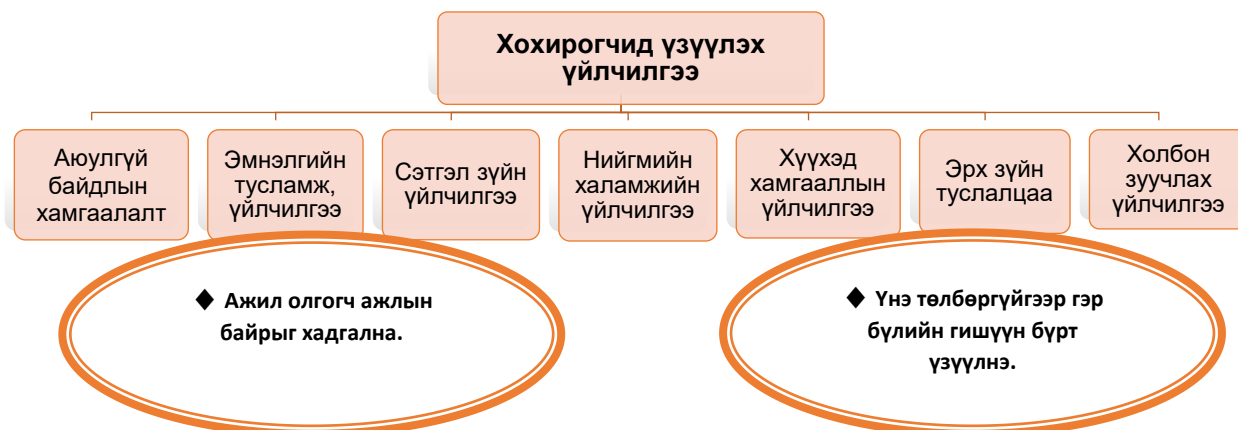 Хохирогчид үзүүлэх
үйлчилгээ
Аюулгүй
байдлын
хамгаалалт
Эмнэлгийн
тусламж,
үйлчилгээ
Сэтгэл зүйн
үйлчилгээ
Нийгмийн
халамжийн
үйлчилгээ
Хүүхэд
хамгааллын
үйлчилгээ
Эрх зүйн
туслалцаа
Холбон
зуучлах
үйлчилгээ
♦ Ажил олгогч ажлын
байрыг хадгална.
♦ Үнэ төлбөргүйгээр гэр
бүлийн гишүүн бүрт
үзүүлнэ.